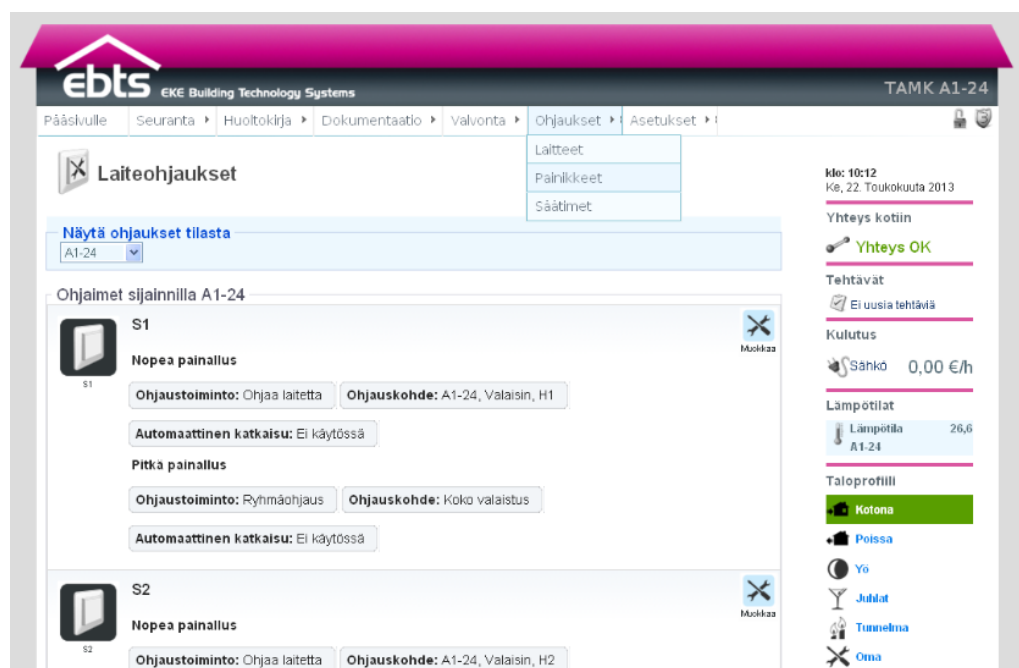 ebts EKE Building Technology Systems
TAMK A1-24
Pääsivulle Seuranta Huoltokirja Dokumentaatio Valvonta Ohjaukset Asetukset
Laitteet
Painikkeet
Säätimet
Laiteohjaukset
Näytä ohjaukset tilasta
A1-24
Ohjaimet sijainnilla A1-24
S1
Muokkaa
S1
Nopea painallus
Ohjaustoiminto: Ohjaa laitetta Ohjauskohde: A1-24, Valaisin, H1
Automaattinen katkaisu: Ei käytössä
Pitkä painallus
Ohjaustoiminto: Ryhmäohjaus Ohjauskohde: Koko valaistus
Automaattinen katkaisu: Ei käytössä
S2
Muokkaa
S2
Nopea painallus
Ohjaustoiminto: Ohjaa laitetta Ohjauskohde: A1-24, Valaisin, H2
klo: 10:12
Ke, 22. Toukokuuta 2013
Yhteys kotiin
Yhteys OK
Tehtävät
Ei uusia tehtäviä
Kulutus
Sähkö 0,00 €/h
Lämpötilat
Lämpötila 26,6
A1-24
Taloprofiili
Kotona
Poissa
Yö
Juhlat
Tunnelma
Oma